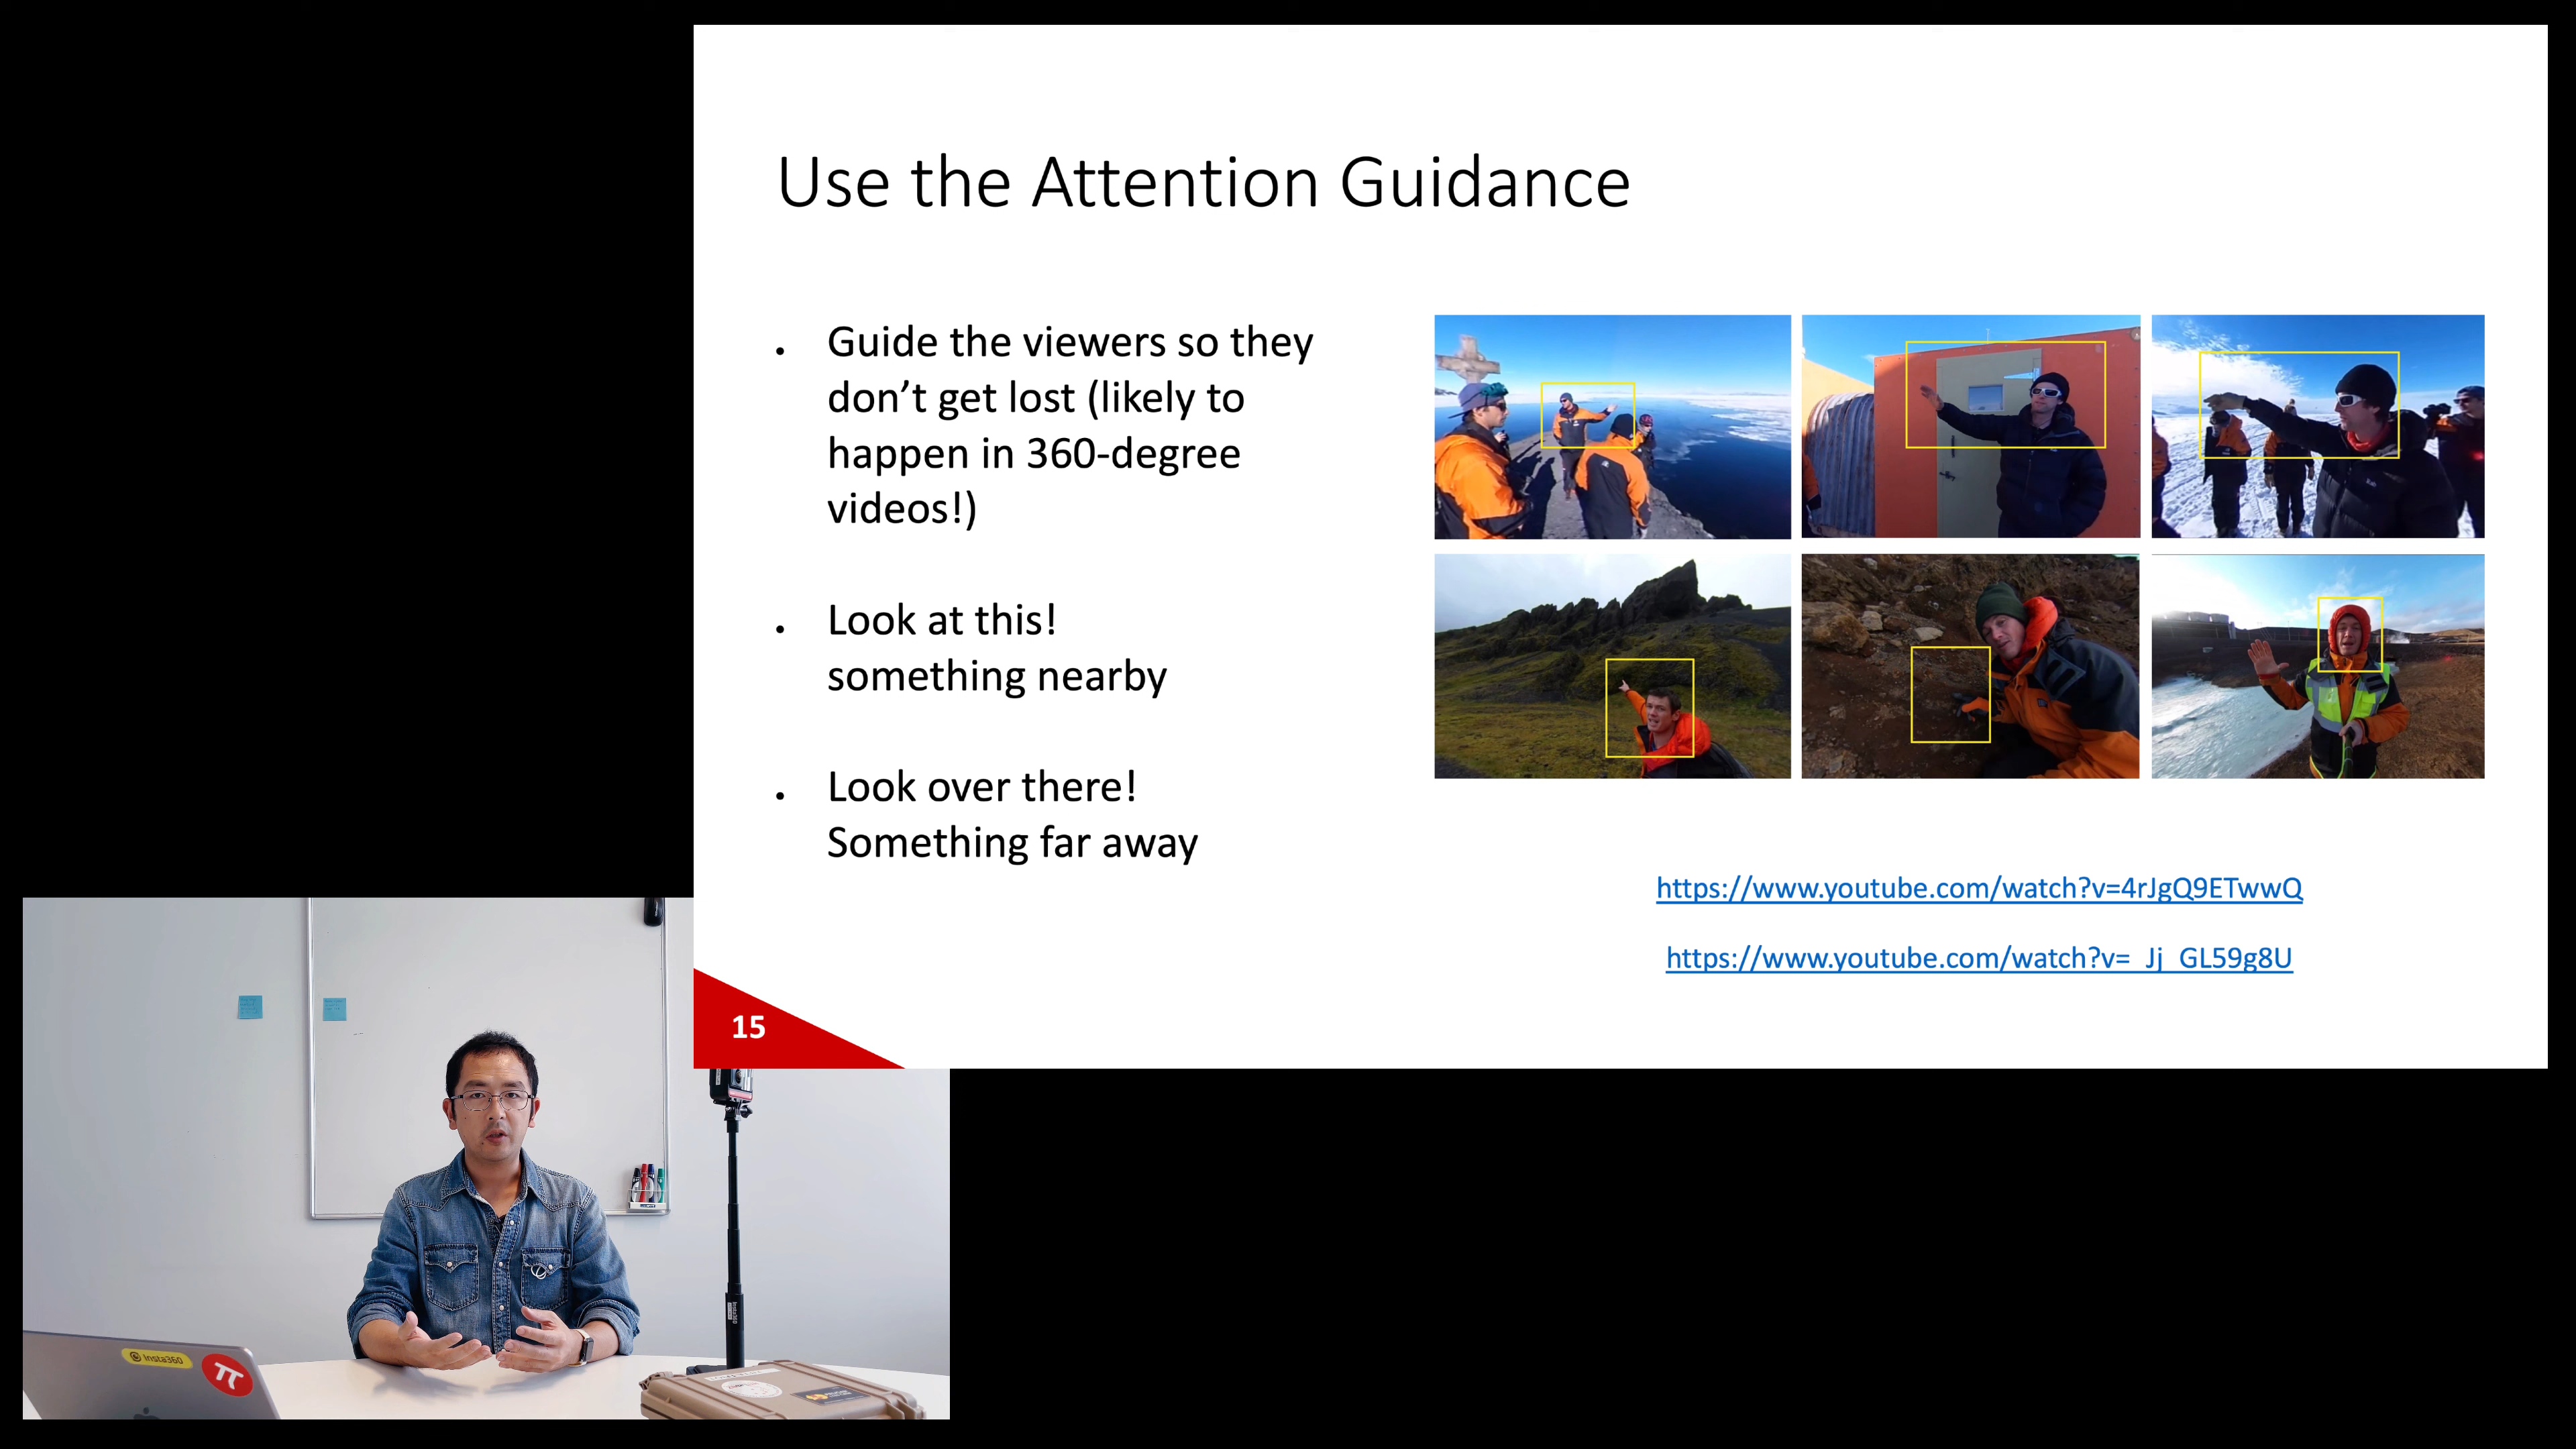 Use the Attention Guidance
• Guide the viewers so they
don’t get lost (likely to
happen in 360-degree
videos!)
• Look at this!
something nearby
• Look over there!
Something far away
https://www.youtube.com/watch?v=4rJgQ9ETwwQ
https://www.youtube.com/watch?v=_Jj_GL59g8U
15
Insta360
Insta360
π